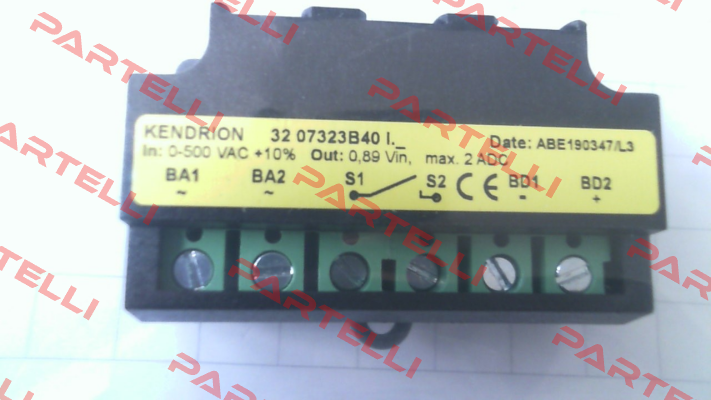 KENDRION 32 07323B40 I._ Date: ABE190347/L3
In: 0-500 VAC +10% Out: 0,89 Vin, max. 2 ADC
BA1 BA2 S1 S2 CE BD1 BD2
~ ~ - +
PARTELLI
PARTELLI
PARTELLI
PARTELLI
PARTELLI
PARTELLI
PARTELLI
PARTELLI